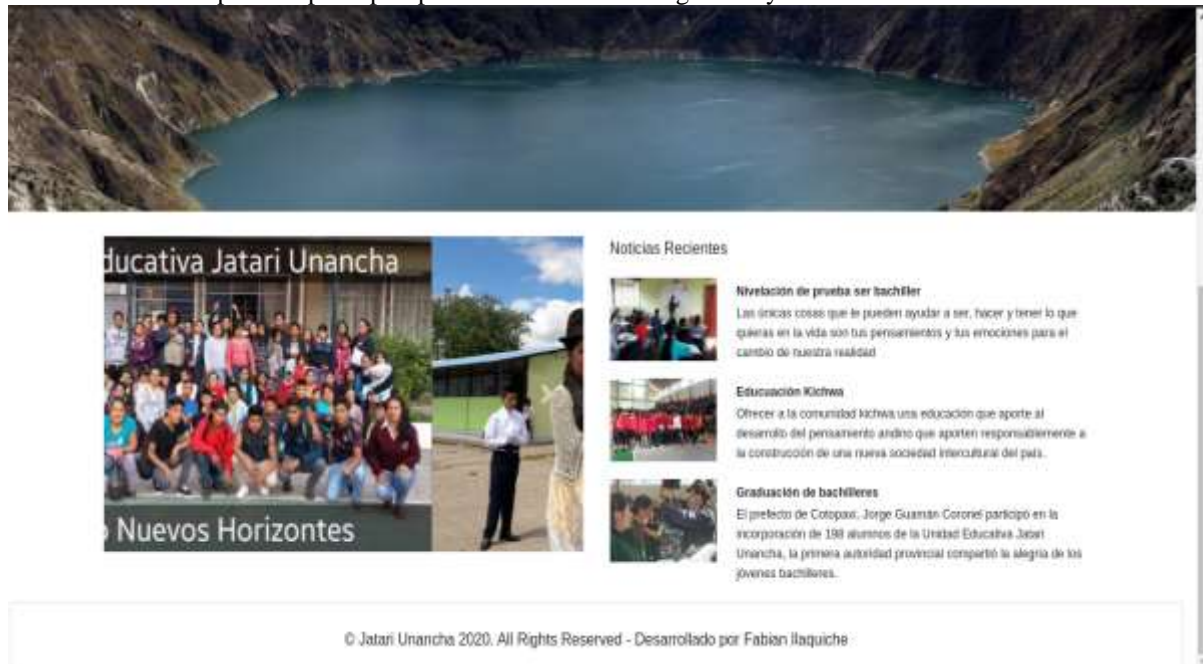 ducativa Jatari Unancha
o Nuevos Horizontes
Noticias Recientes
Nivelación de prueba ser bachiller
Las únicas cosas que te pueden ayudar a ser, hacer y tener lo que
quieras en la vida son tus pensamientos y tus emociones para el
cambio de nuestra realidad
Educuación Kichwa
Ofrecer a la comunidad kichwa una educación que aporte al
desarrollo del pensamiento andino que aporten responsablemente a
la construcción de una nueva sociedad intercultural del país.
Graduación de bachilleres
El prefecto de Cotopaxi, Jorge Guamán Coronel participó en la
incorporación de 198 alumnos de la Unidad Educativa Jatari
Unancha, la primera autoridad provincial compartió la alegría de los
jóvenes bachilleres.
© Jatari Unancha 2020. All Rights Reserved - Desarrollado por Fabian Ilaquiche